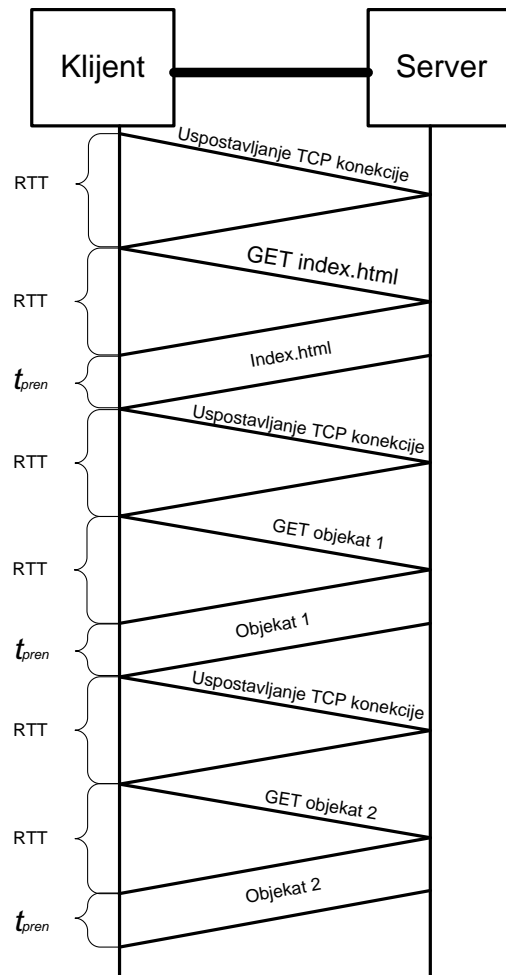 Klijent
Server
Uspostavljanje TCP konekcije
RTT
GET index.html
RTT
Index.html
tpren
Uspostavljanje TCP konekcije
RTT
GET objekat 1
RTT
Objekat 1
tpren
Uspostavljanje TCP konekcije
RTT
GET objekat 2
RTT
Objekat 2
tpren